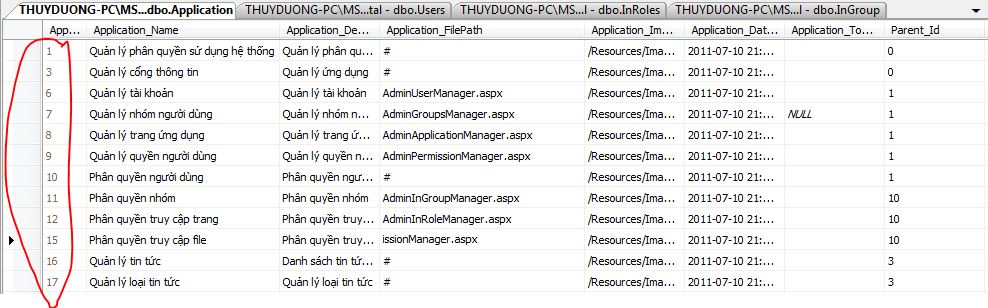 THUYDUONG-PC\MS...dbo.Application THUYDUONG-PC\MS...tal - dbo.Users THUYDUONG-PC\MS...l - dbo.InRoles THUYDUONG-PC\MS...l - dbo.InGroup
App... Application_Name Application_De... Application_FilePath Application_Im... Application_Dat... Application_To... Parent_Id
1 Quản lý phân quyền sử dụng hệ thống Quản lý phân qu... # /Resources/Ima... 2011-07-10 21:... 0
3 Quản lý cổng thông tin Quản lý ứng dụng # /Resources/Ima... 2011-07-10 21:... 0
6 Quản lý tài khoản Quản lý tài khoản AdminUserManager.aspx /Resources/Ima... 2011-07-10 21:... 1
7 Quản lý nhóm người dùng Quản lý nhóm n... AdminGroupsManager.aspx /Resources/Ima... 2011-07-10 21:... NULL 1
8 Quản lý trang ứng dụng Quản lý trang ứ... AdminApplicationManager.aspx /Resources/Ima... 2011-07-10 21:... 1
9 Quản lý quyền người dùng Quản lý quyền n... AdminPermissionManager.aspx /Resources/Ima... 2011-07-10 21:... 1
10 Phân quyền người dùng Phân quyền ngư... # /Resources/Ima... 2011-07-10 21:... 1
11 Phân quyền nhóm Phân quyền nhóm AdminInGroupManager.aspx /Resources/Ima... 2011-07-10 21:... 10
12 Phân quyền truy cập trang Phân quyền truy... AdminInRoleManager.aspx /Resources/Ima... 2011-07-10 21:... 10
15 Phân quyền truy cập file Phân quyền truy... issionManager.aspx /Resources/Ima... 2011-07-10 21:... 10
16 Quản lý tin tức Danh sách tin tứ... # /Resources/Ima... 2011-07-10 21:... 3
17 Quản lý loại tin tức Quản lý loại tin tức # /Resources/Ima... 2011-07-10 21:... 3